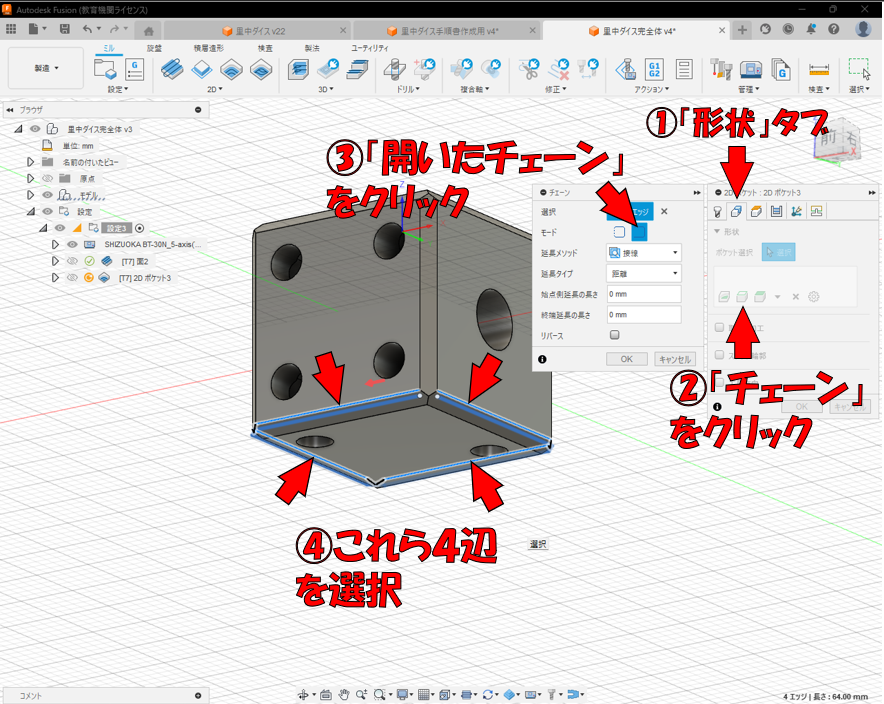 Autodesk Fusion (教育機関ライセンス)
里中ダイス v22
里中ダイス手順書作成用 v4*
里中ダイス完全体 v4*
ミル
旋盤
積層造形
検査
製法
ユーティリティ
製造
設定
2D
3D
ドリル
複合軸
修正
アクション
管理
検査
選択
G1
G2
ブラウザ
里中ダイス完全体 v3
単位: mm
名前の付いたビュー
原点
モデル
設定
設定3
SHIZUOKA BT-30N_5-axis(...
[T7] 面2
[T7] 2D ポケット3
①「形状」タブ
前
右
③「開いたチェーン」
をクリック
Z
チェーン
選択
エッジ
モード
延長メソッド
接線
延長タイプ
距離
始点側延長の長さ
0 mm
終端延長の長さ
0 mm
リバース
OK
キャンセル
2D ポケット : 2D ポケット3
形状
ポケット選択
選択
OK
キャンセル
②「チェーン」
をクリック
④これら4辺
を選択
選択
コメント
4 エッジ | 長さ : 64.00 mm